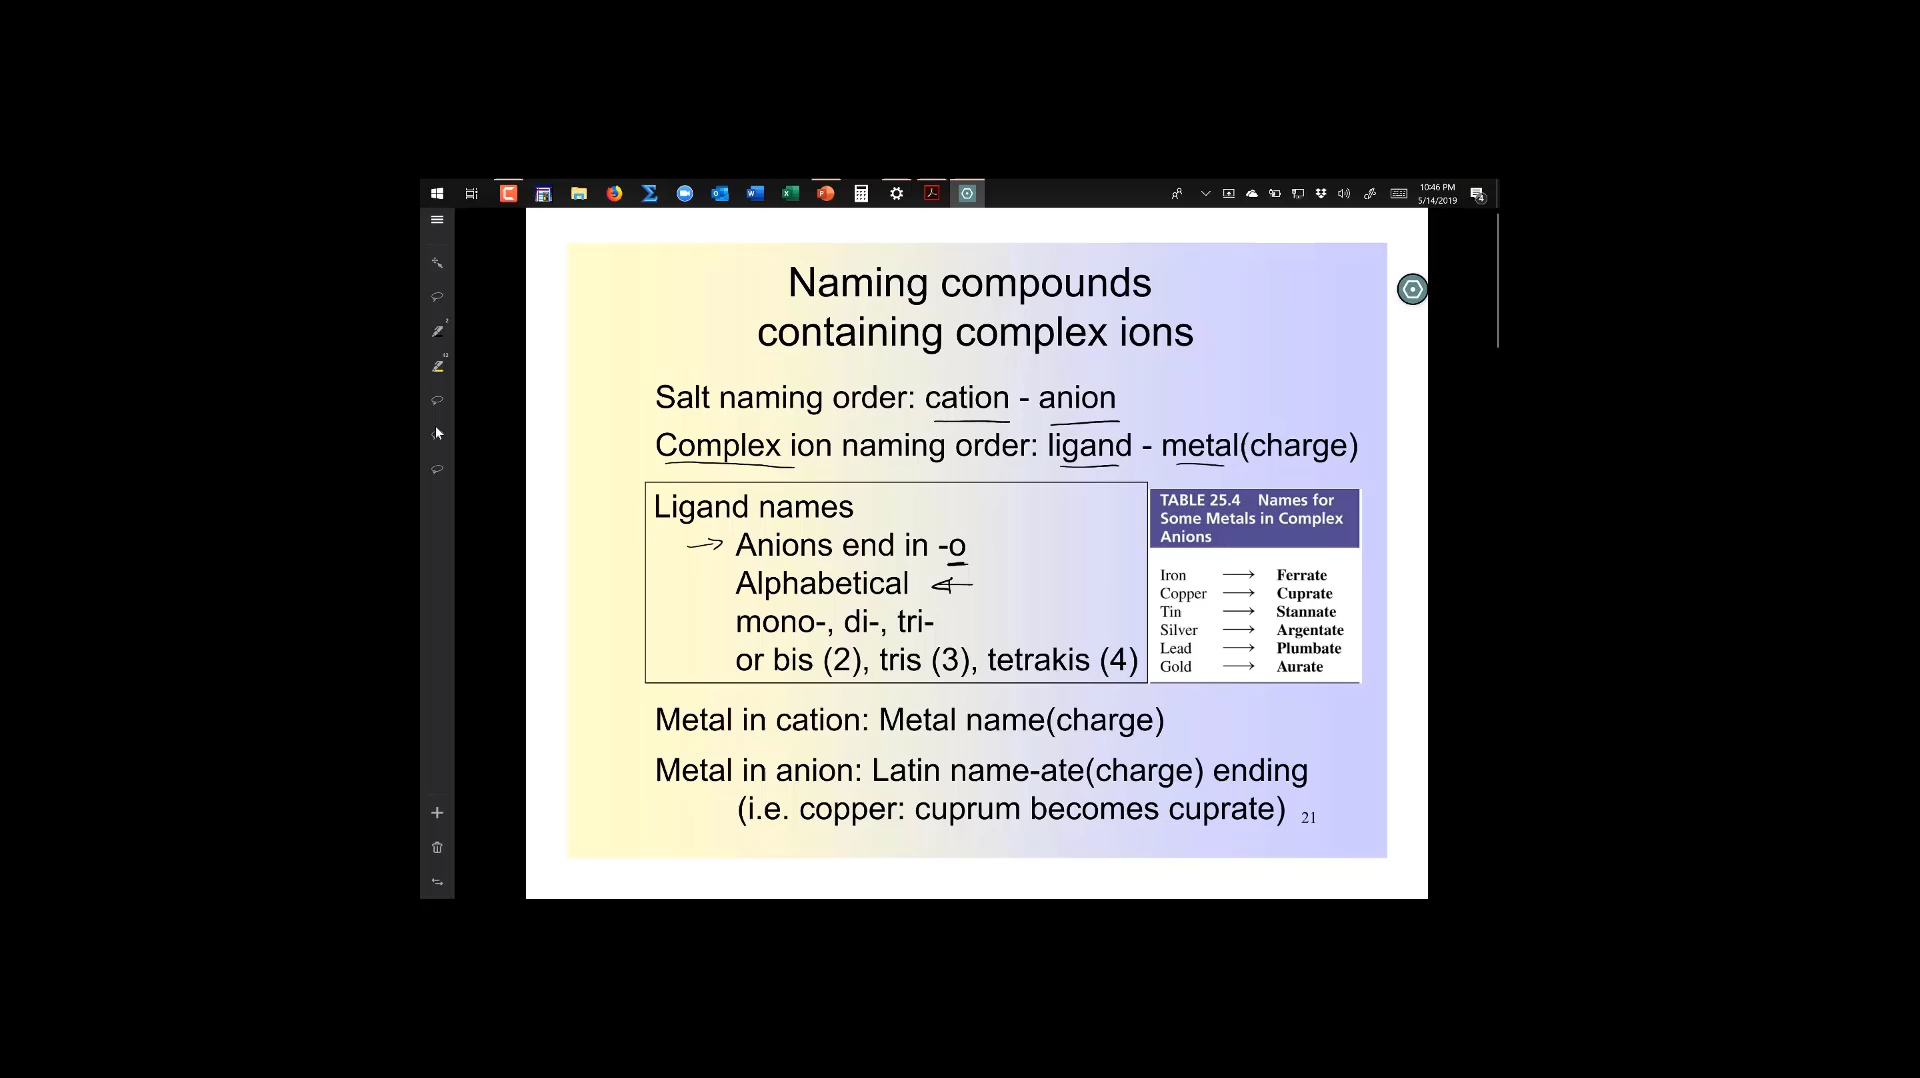 10:46 PM
5/14/2019
4
2
13
Naming compounds
containing complex ions
Salt naming order: cation - anion
Complex ion naming order: ligand - metal(charge)
Ligand names
Anions end in -o
Alphabetical
mono-, di-, tri-
or bis (2), tris (3), tetrakis (4)
TABLE 25.4 Names for
Some Metals in Complex
Anions
Iron → Ferrate
Copper → Cuprate
Tin → Stannate
Silver → Argentate
Lead → Plumbate
Gold → Aurate
Metal in cation: Metal name(charge)
Metal in anion: Latin name-ate(charge) ending
(i.e. copper: cuprum becomes cuprate)
21